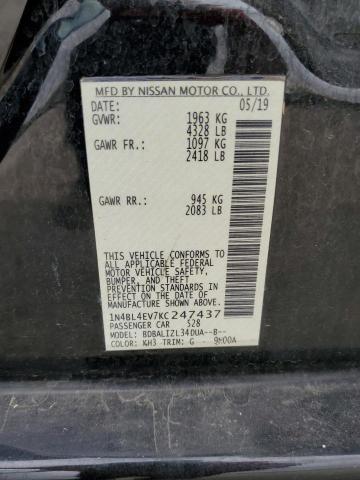 MFD BY NISSAN MOTOR CO., LTD.
DATE: 05/19
GVWR: 1963 KG
4328 LB
GAWR FR.: 1097 KG
2418 LB
GAWR RR.: 945 KG
2083 LB
THIS VEHICLE CONFORMS TO
ALL APPLICABLE FEDERAL
MOTOR VEHICLE SAFETY,
BUMPER, AND THEFT
PREVENTION STANDARDS IN
EFFECT ON THE DATE OF
MANUFACTURE SHOWN ABOVE.
1N4BL4EV7KC247437
PASSENGER CAR S28
MODEL: BDBALIZL34DUA--B--
COLOR: KH3 TRIM: G -